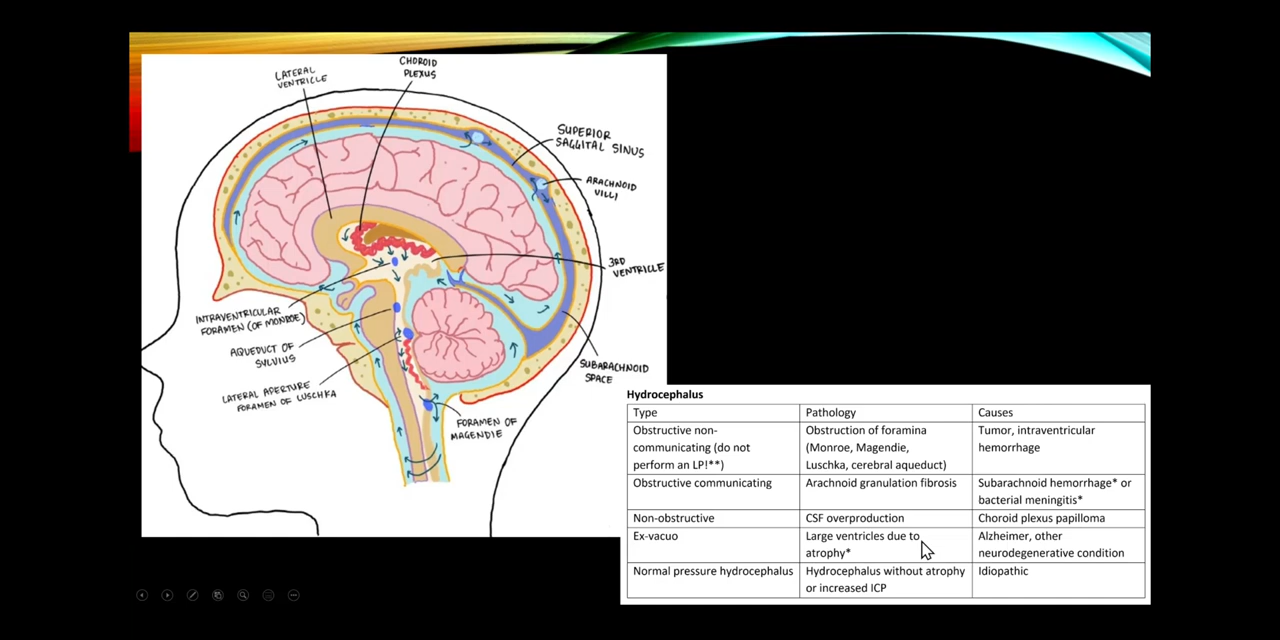 LATERAL
VENTRICLE
CHOROID
PLEXUS
SUPERIOR
SAGGITAL SINUS
ARACHNOID
VILLI
3RD
VENTRICLE
INTRAVENTRICULAR
FORAMEN (OF MONROE)
AQUEDUCT OF
SYLVIUS
LATERAL APERTURE
FORAMEN OF LUSCHKA
SUBARACHNOID
SPACE
FORAMEN OF
MAGENDIE
Hydrocephalus
Type Pathology Causes
Obstructive non- Obstruction of foramina Tumor, intraventricular
communicating (do not (Monroe, Magendie, hemorrhage
perform an LP!**) Luschka, cerebral aqueduct)
Obstructive communicating Arachnoid granulation fibrosis Subarachnoid hemorrhage* or
bacterial meningitis*
Non-obstructive CSF overproduction Choroid plexus papilloma
Ex-vacuo Large ventricles due to Alzheimer, other
atrophy* neurodegenerative condition
Normal pressure hydrocephalus Hydrocephalus without atrophy Idiopathic
or increased ICP